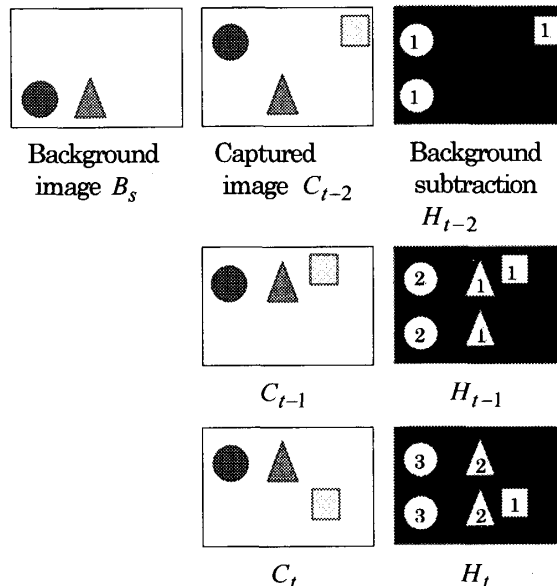 1
1
1
Background
image B_s
Captured
image C_{t-2}
Background
subtraction
H_{t-2}
2
1
1
2
1
C_{t-1}
H_{t-1}
3
2
3
2
1
C_t
H_t